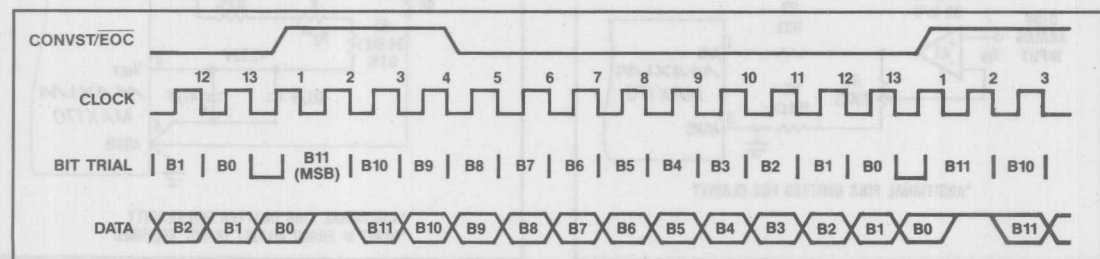 CONVST/EOC
12 13 1 2 3 4 5 6 7 8 9 10 11 12 13 1 2 3
CLOCK
BIT TRIAL B1 B0 B11 (MSB) B10 B9 B8 B7 B6 B5 B4 B3 B2 B1 B0 B11 B10
DATA B2 B1 B0 B11 B10 B9 B8 B7 B6 B5 B4 B3 B2 B1 B0 B11